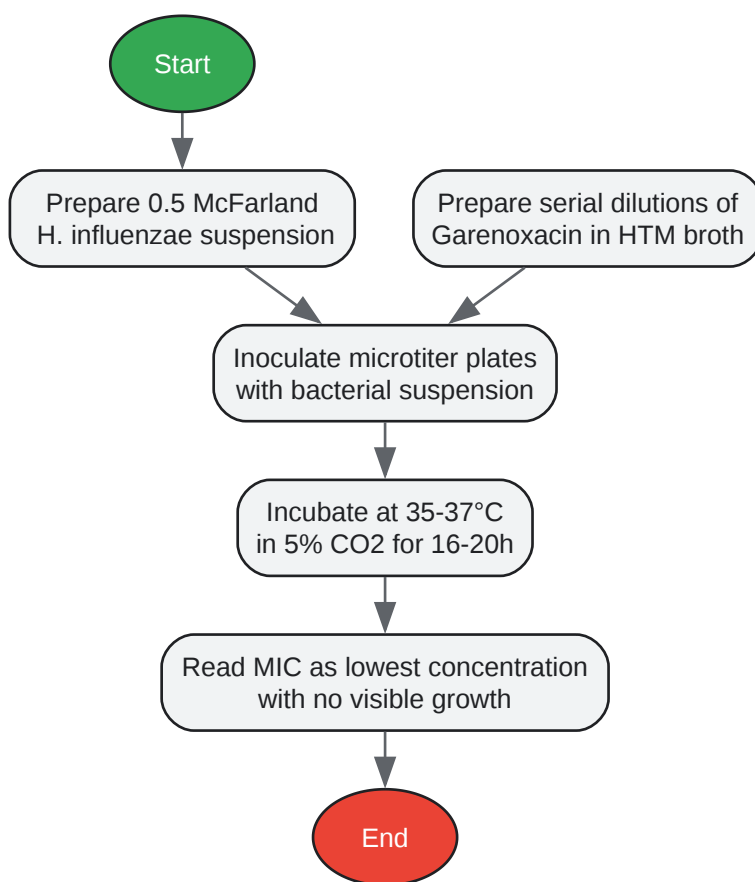 Start
Prepare 0.5 McFarland
H. influenzae suspension
Prepare serial dilutions of
Garenoxacin in HTM broth
Inoculate microtiter plates
with bacterial suspension
Incubate at 35-37°C
in 5% CO2 for 16-20h
Read MIC as lowest concentration
with no visible growth
End